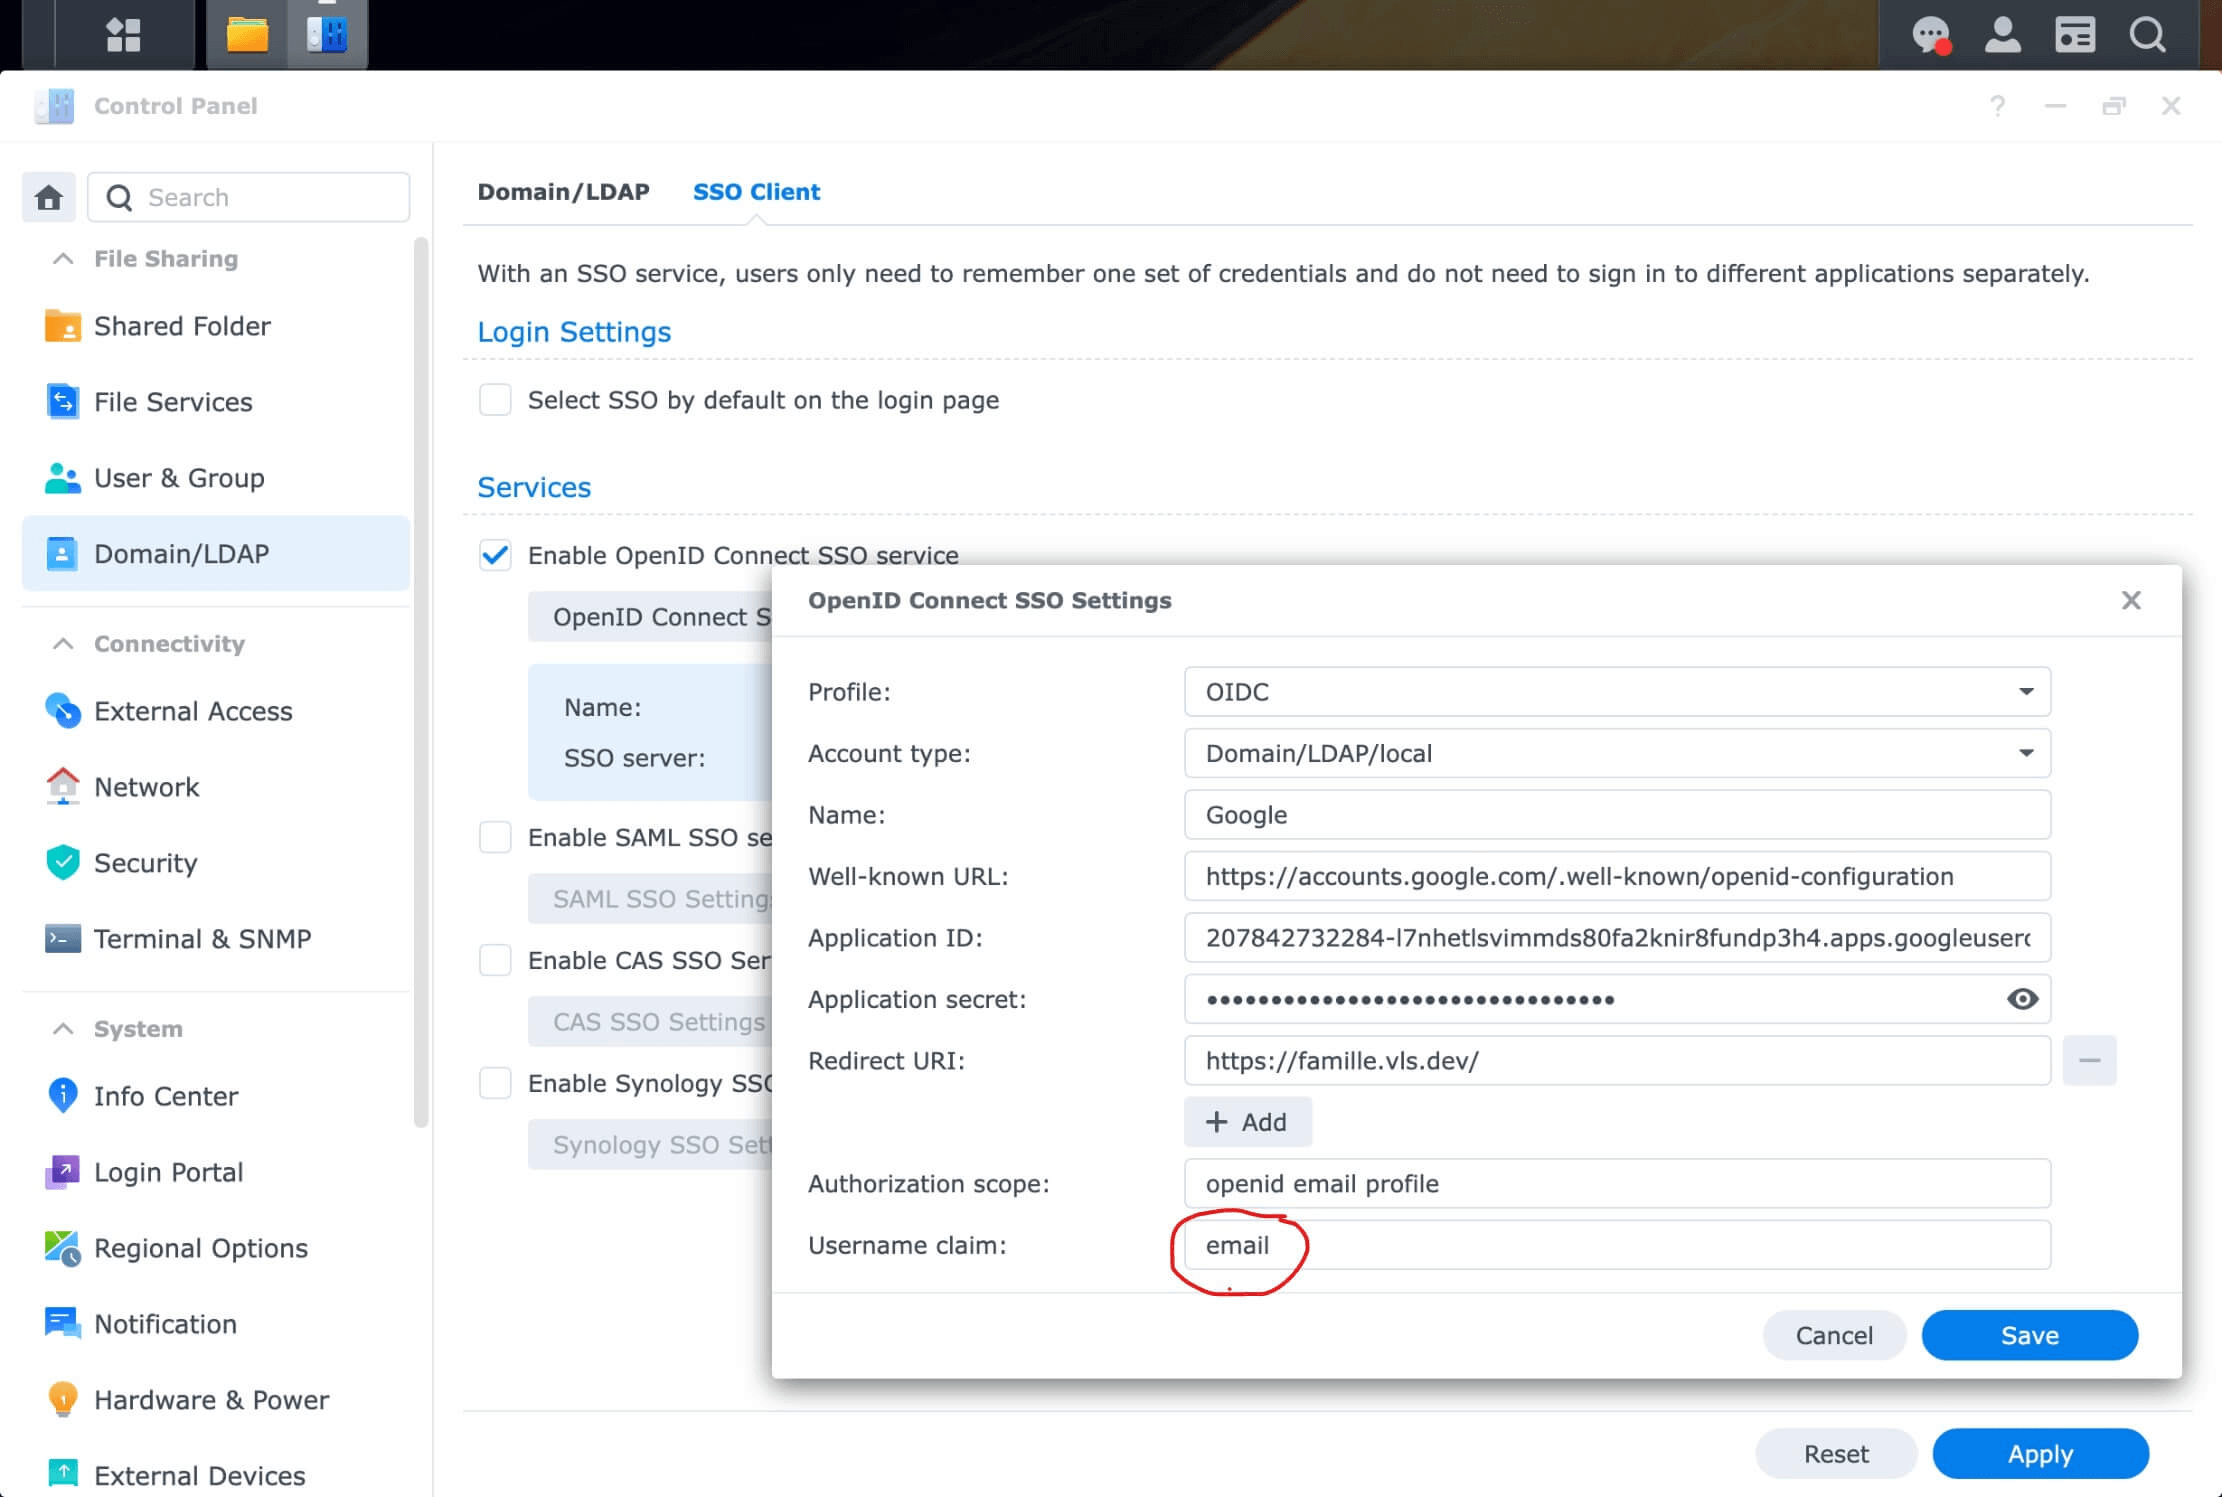 Control Panel
Search
File Sharing
Shared Folder
File Services
User & Group
Domain/LDAP
Connectivity
External Access
Network
Security
Terminal & SNMP
System
Info Center
Login Portal
Regional Options
Notification
Hardware & Power
External Devices
Domain/LDAP SSO Client
With an SSO service, users only need to remember one set of credentials and do not need to sign in to different applications separately.
Login Settings
Select SSO by default on the login page
Services
Enable OpenID Connect SSO service
OpenID Connect S
Name:
SSO server:
Enable SAML SSO se
SAML SSO Setting
Enable CAS SSO Ser
CAS SSO Settings
Enable Synology SSO
Synology SSO Sett
OpenID Connect SSO Settings
Profile: OIDC
Account type: Domain/LDAP/local
Name: Google
Well-known URL: https://accounts.google.com/.well-known/openid-configuration
Application ID: 207842732284-l7nhetlsvimmds80fa2knir8fundp3h4.apps.googleuserc
Application secret: ••••••••••••••••••••••••••••••••
Redirect URI: https://famille.vls.dev/
+ Add
Authorization scope: openid email profile
Username claim: email
Cancel Save
Reset Apply